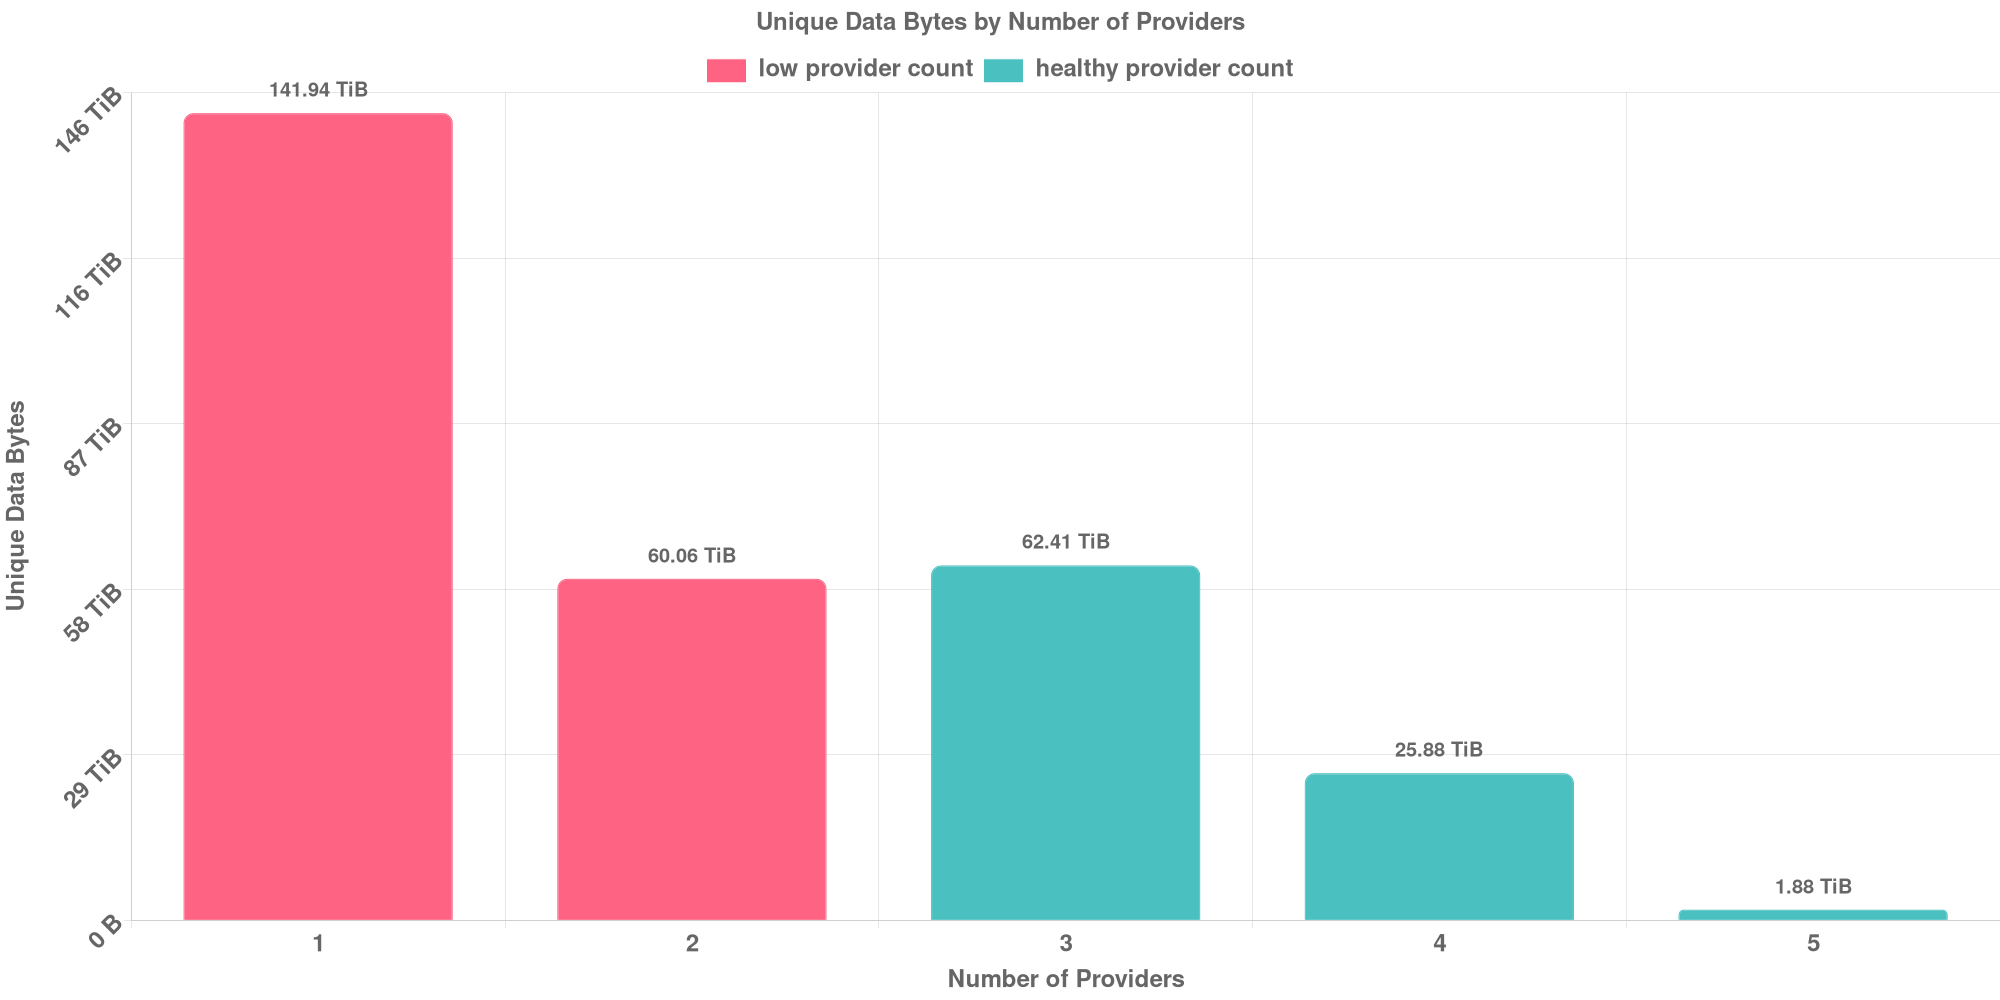 Unique Data Bytes by Number of Providers
low provider count healthy provider count
146 TiB
116 TiB
87 TiB
58 TiB
29 TiB
0 B
Unique Data Bytes
141.94 TiB
60.06 TiB
62.41 TiB
25.88 TiB
1.88 TiB
1 2 3 4 5
Number of Providers